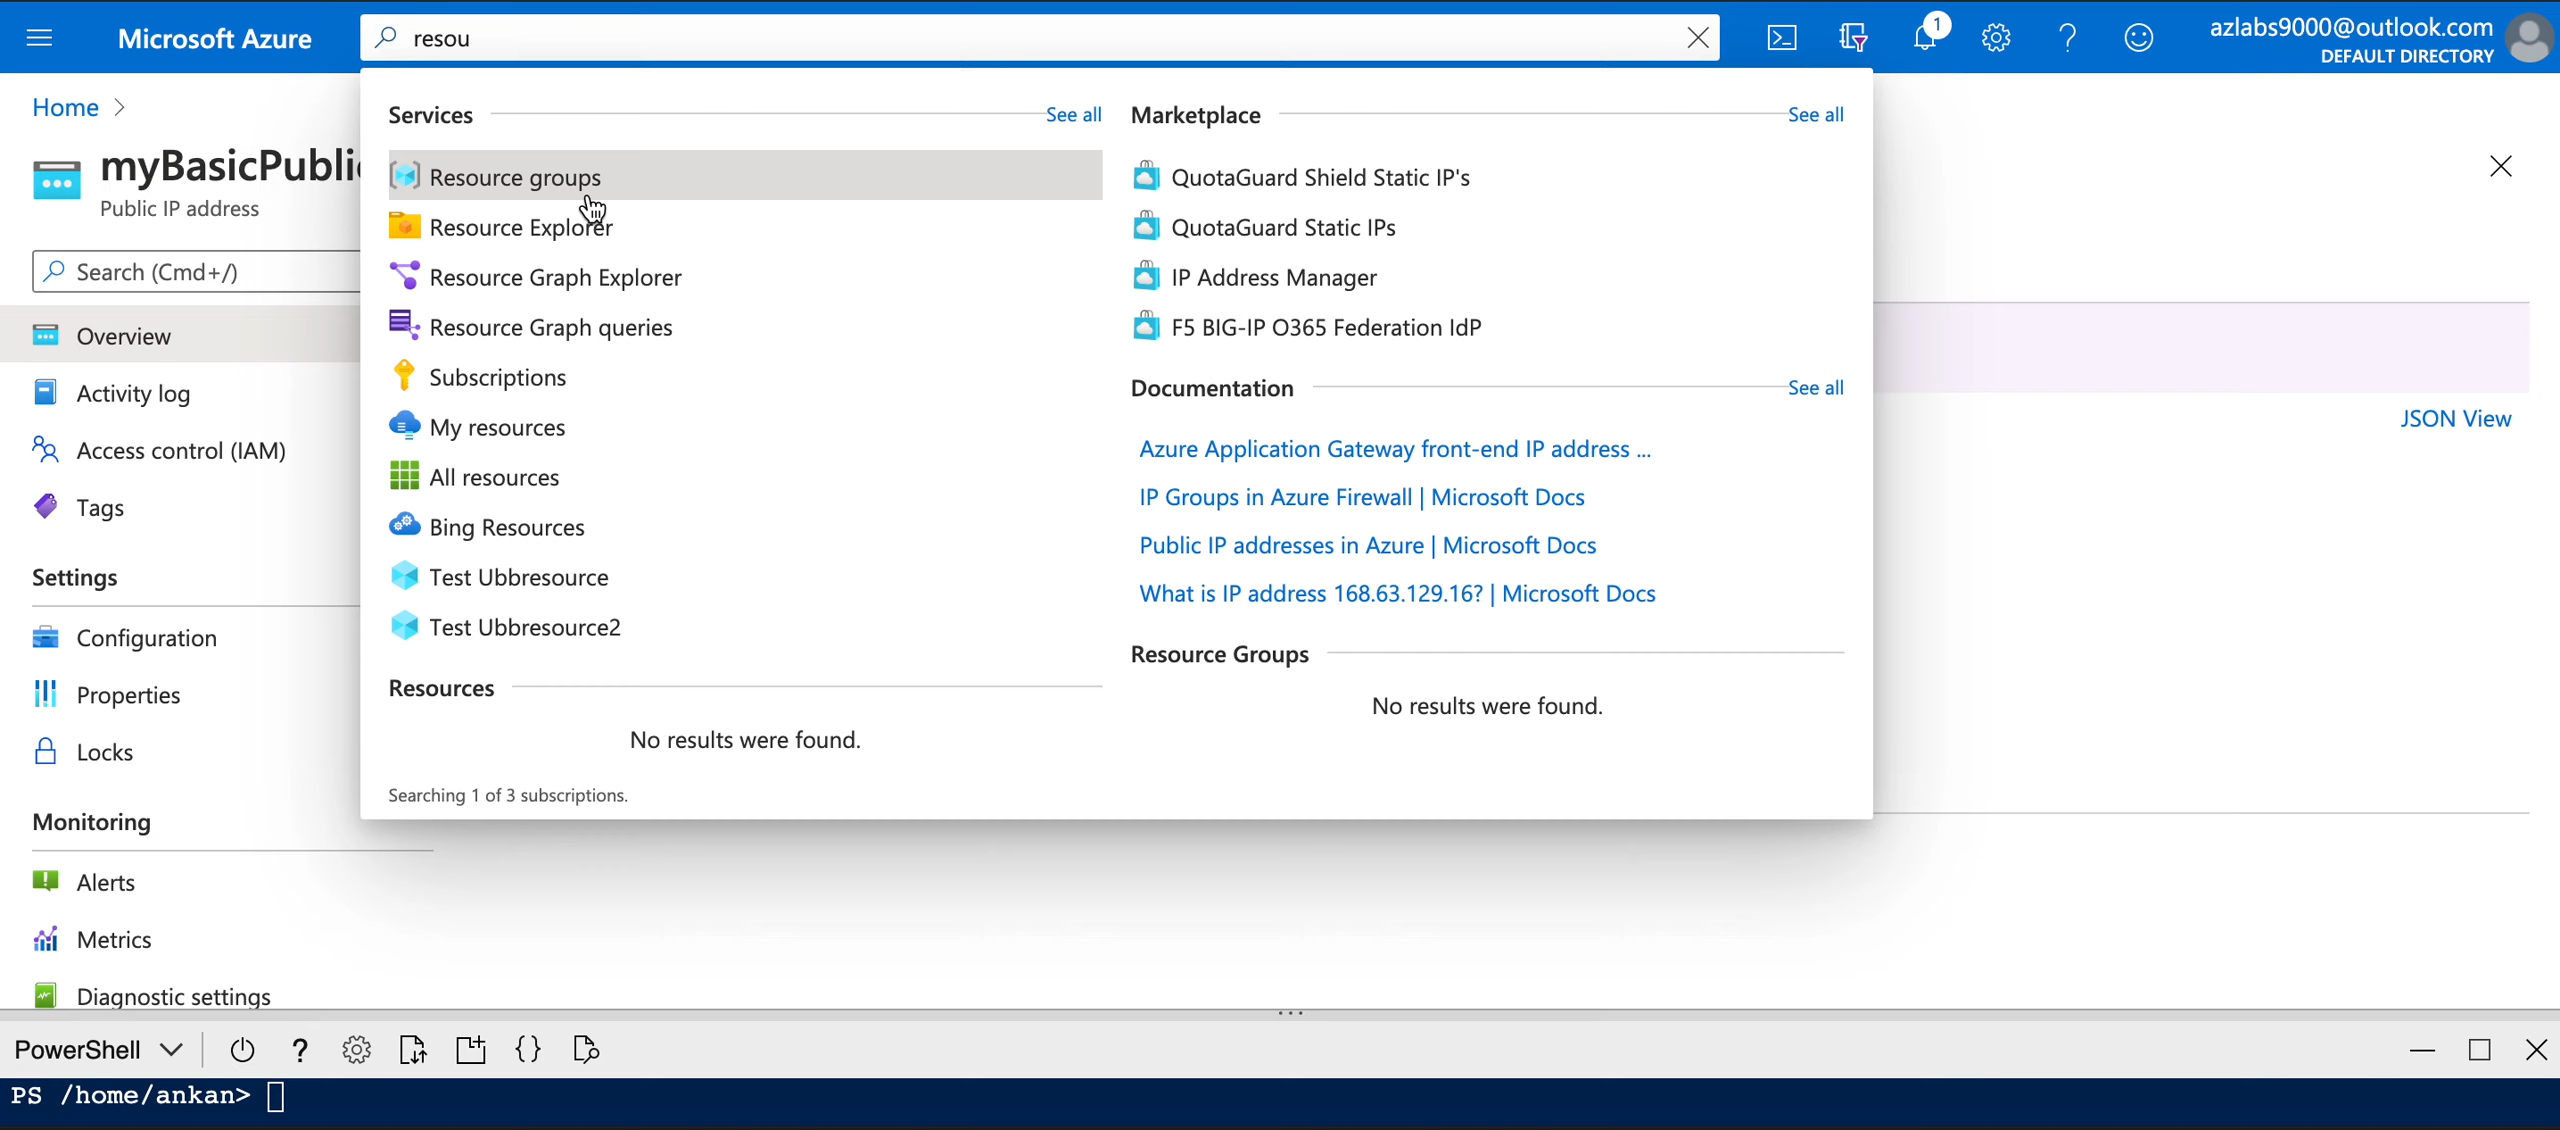 Microsoft Azure
resou
1
azlabs9000@outlook.com
DEFAULT DIRECTORY
Home
myBasicPublic
Public IP address
Search (Cmd+/)
Overview
Activity log
Access control (IAM)
Tags
Settings
Configuration
Properties
Locks
Monitoring
Alerts
Metrics
Diagnostic settings
Services
See all
Resource groups
Resource Explorer
Resource Graph Explorer
Resource Graph queries
Subscriptions
My resources
All resources
Bing Resources
Test Ubbresource
Test Ubbresource2
Resources
No results were found.
Searching 1 of 3 subscriptions.
Marketplace
See all
QuotaGuard Shield Static IP's
QuotaGuard Static IPs
IP Address Manager
F5 BIG-IP O365 Federation IdP
Documentation
See all
Azure Application Gateway front-end IP address ...
IP Groups in Azure Firewall | Microsoft Docs
Public IP addresses in Azure | Microsoft Docs
What is IP address 168.63.129.16? | Microsoft Docs
Resource Groups
No results were found.
JSON View
PowerShell
PS /home/ankan>